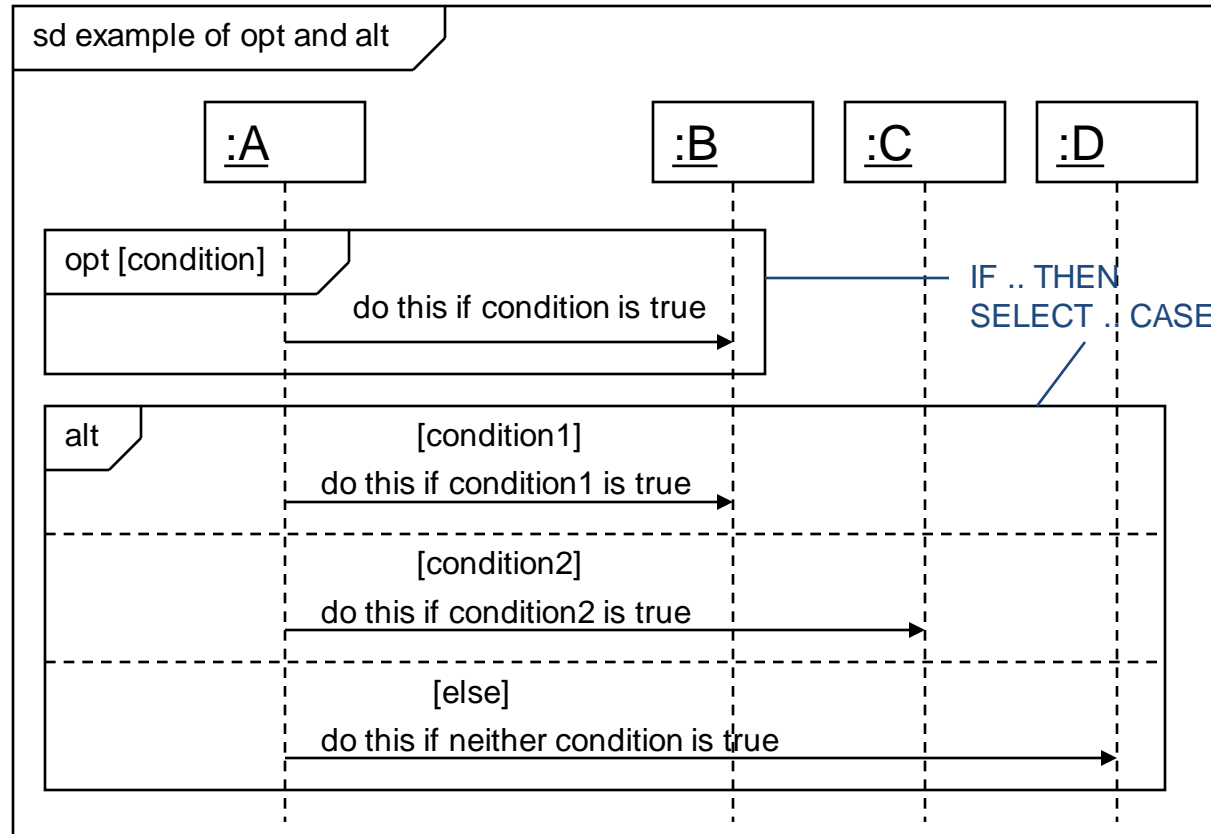 sd example of opt and alt
:A
:B
:C
:D
opt [condition]
do this if condition is true
IF .. THEN
SELECT .. CASE
alt
[condition1]
do this if condition1 is true
[condition2]
do this if condition2 is true
[else]
do this if neither condition is true